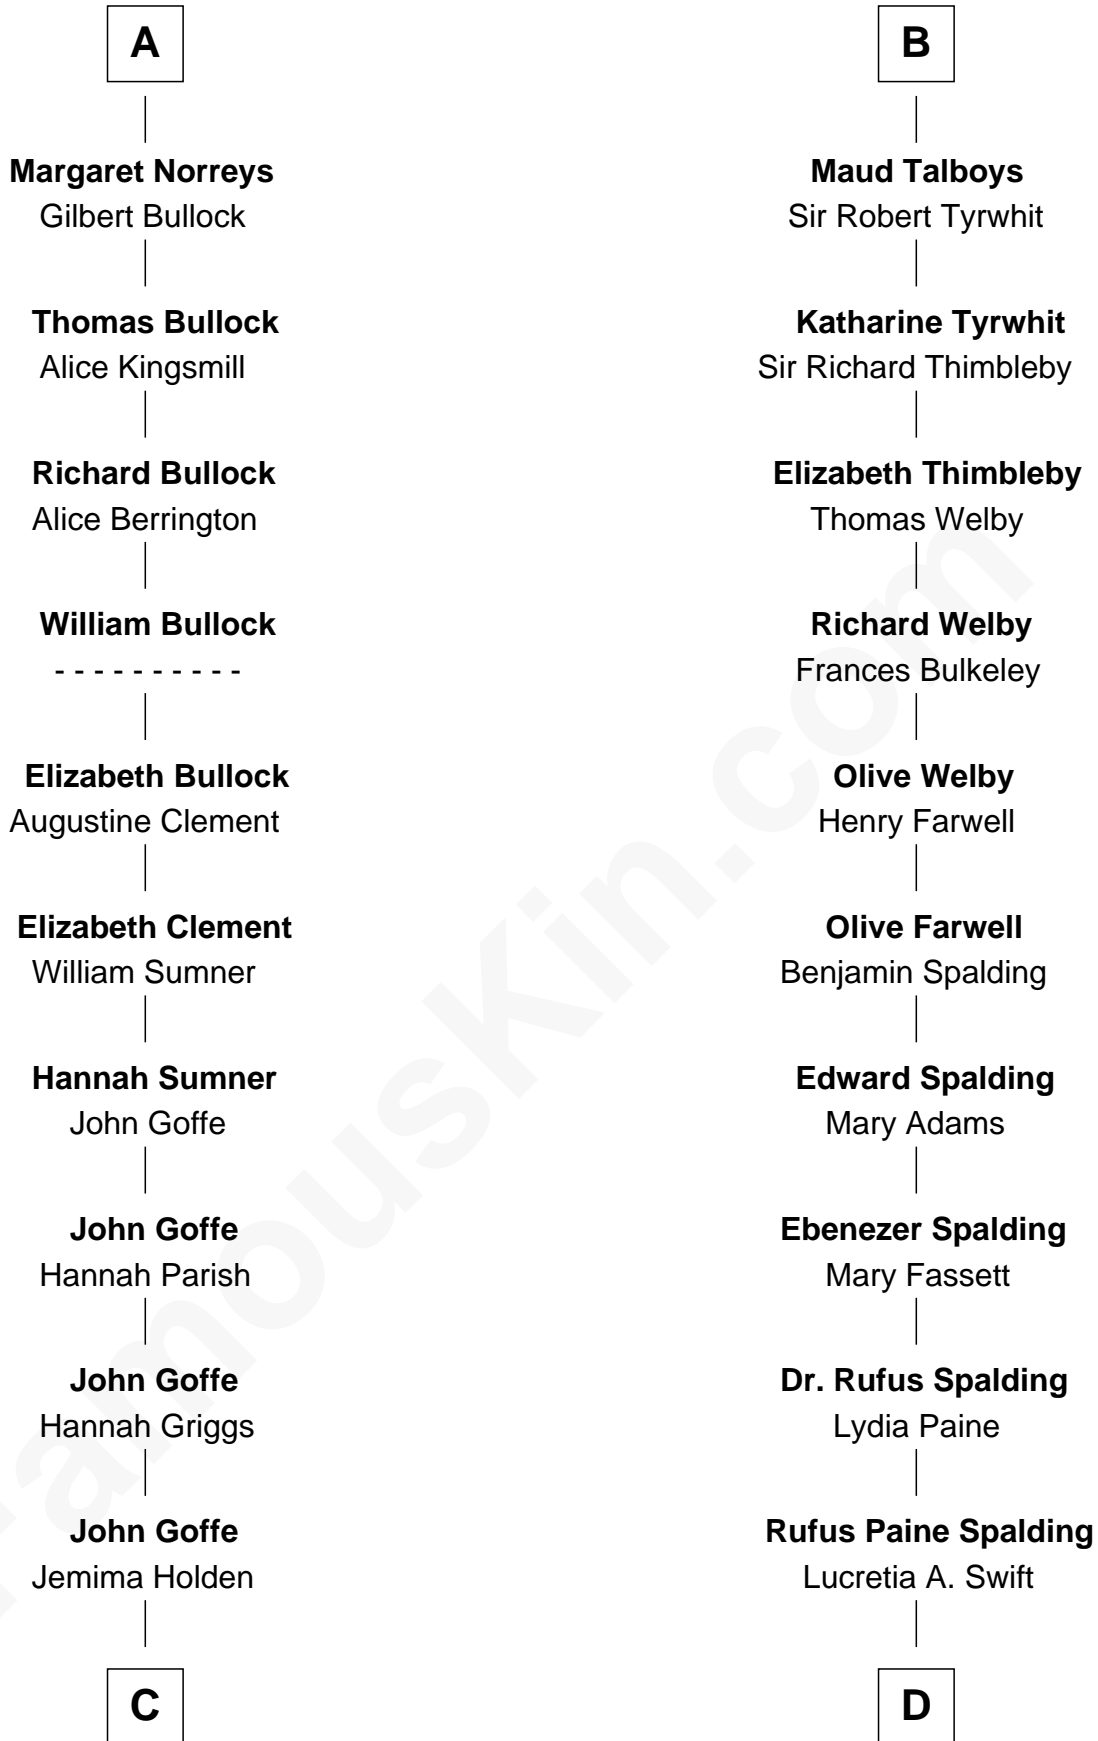 A
Margaret Norreys
Gilbert Bullock
Thomas Bullock
Alice Kingsmill
Richard Bullock
Alice Berrington
William Bullock
- - - - - - - - - -
Elizabeth Bullock
Augustine Clement
Elizabeth Clement
William Sumner
Hannah Sumner
John Goffe
John Goffe
Hannah Parish
John Goffe
Hannah Griggs
John Goffe
Jemima Holden
C
B
Maud Talboys
Sir Robert Tyrwhit
Katharine Tyrwhit
Sir Richard Thimbleby
Elizabeth Thimbleby
Thomas Welby
Richard Welby
Frances Bulkeley
Olive Welby
Henry Farwell
Olive Farwell
Benjamin Spalding
Edward Spalding
Mary Adams
Ebenezer Spalding
Mary Fassett
Dr. Rufus Spalding
Lydia Paine
Rufus Paine Spalding
Lucretia A. Swift
D
FamousKin.com